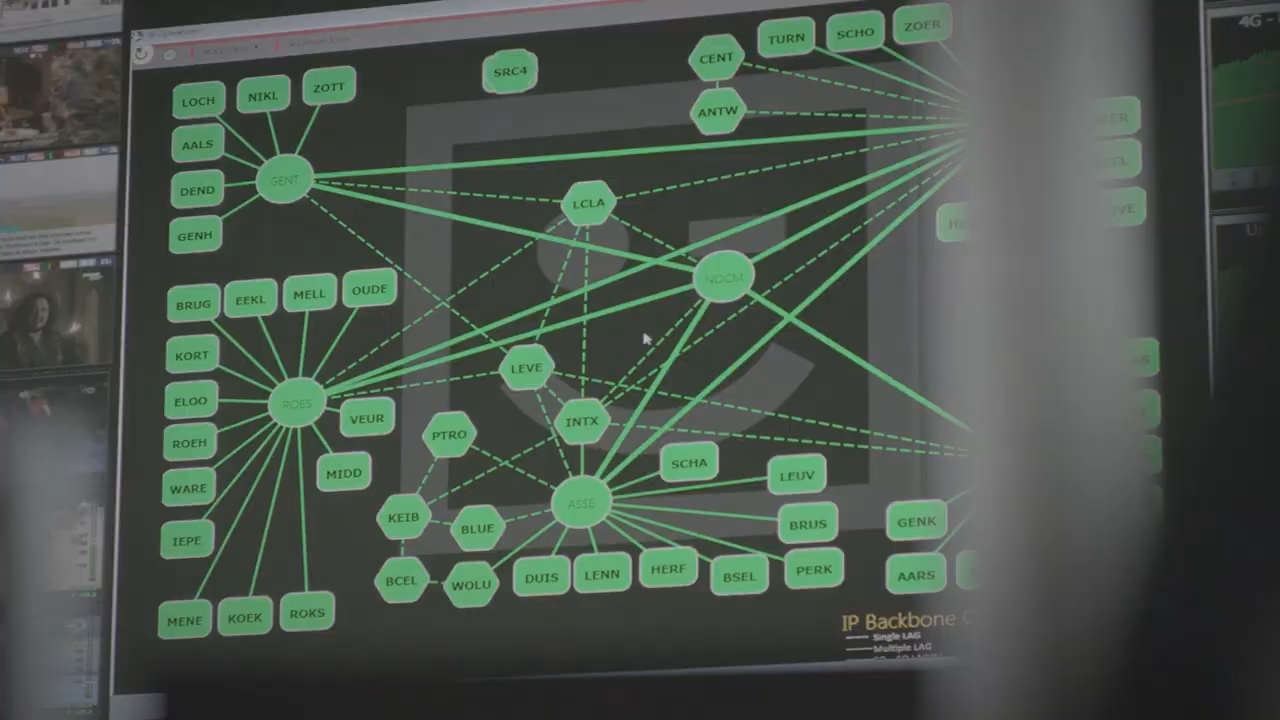 4G -
ZOER
SCHO
TURN
CENT
SRC4
ZOTT
NIKL
LOCH
ANTW
AALS
GENT
DEND
LCLA
GENH
NOOM
OUDE
MELL
EEKL
BRUG
KORT
LEVE
ELOO
ROES
VEUR
INTX
PTRO
ROEH
MIDD
SCHA
LEUV
WARE
ASSE
KEIB
BLUE
BRUS
GENK
IEPE
BCEL
WOLU
DUIS
LENN
HERF
BSEL
PERK
AARS
MENE
KOEK
ROKS
IP Backbone
Single LAG
Multiple LAG